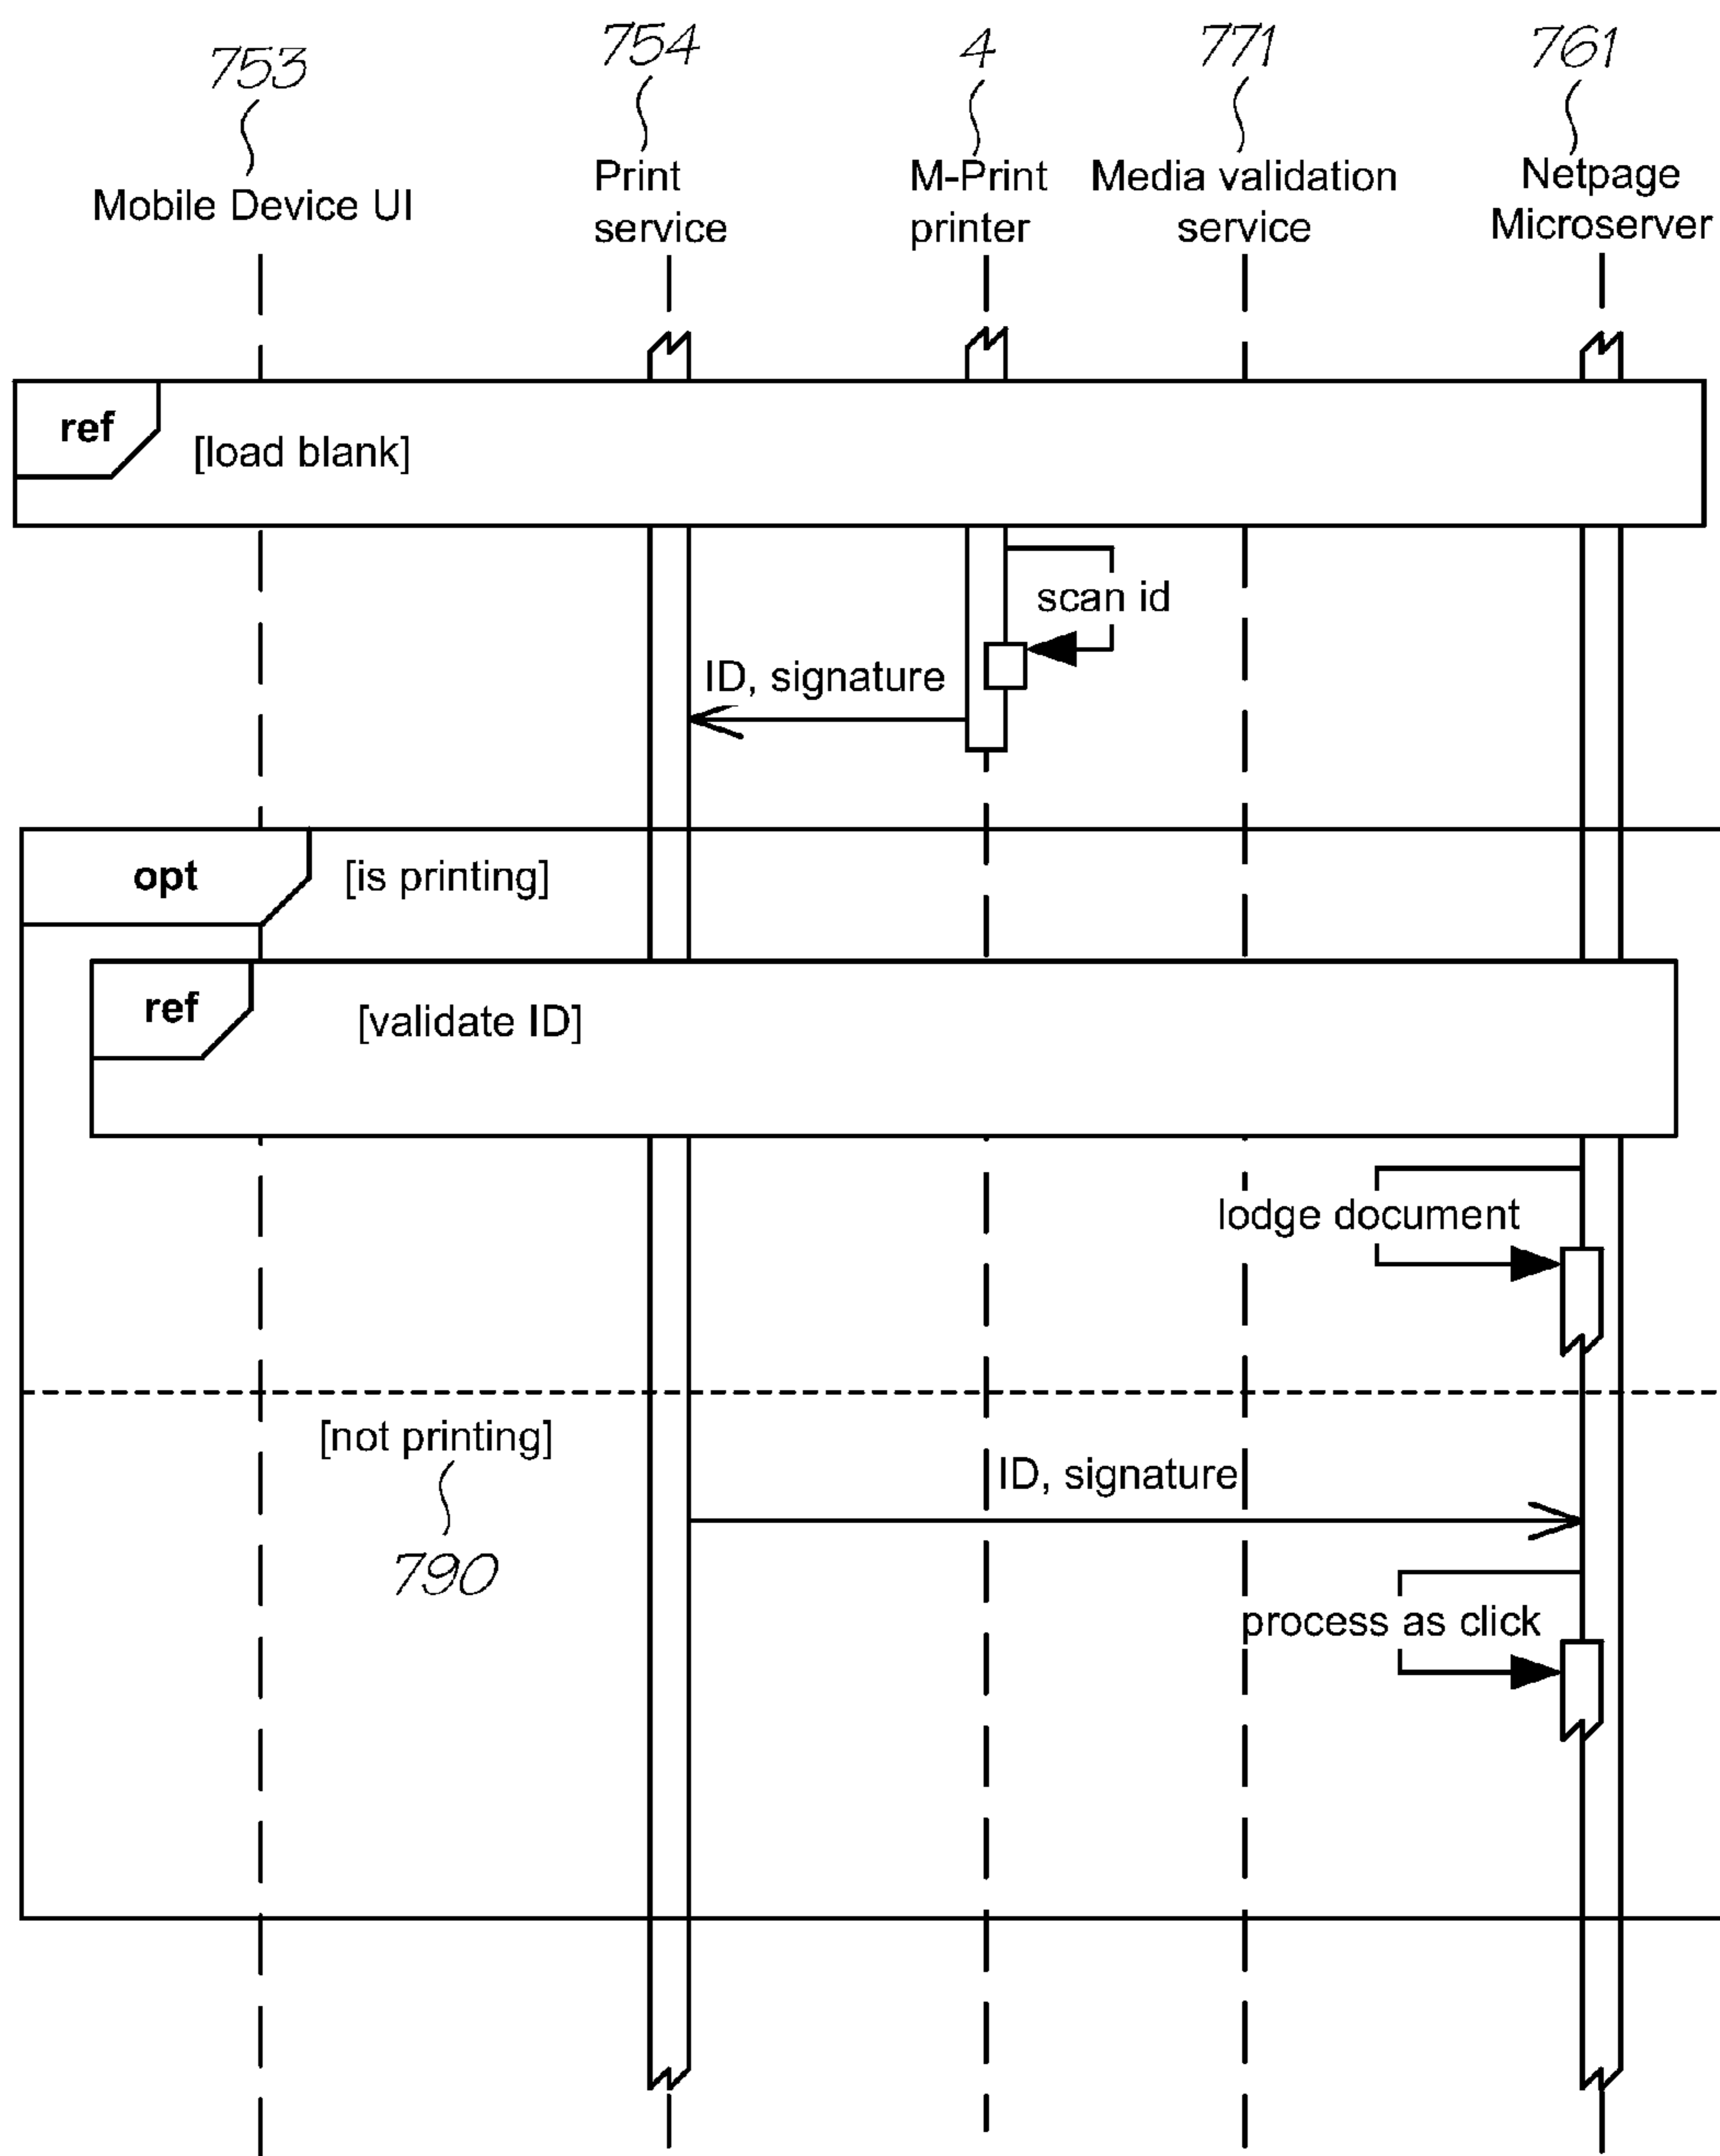 753
754
4
771
761
Mobile Device UI
Print
service
M-Print
printer
Media validation
service
Netpage
Microserver
ref
[load blank]
scan id
ID, signature
opt
[is printing]
ref
[validate ID]
lodge document
[not printing]
790
ID, signature
process as click